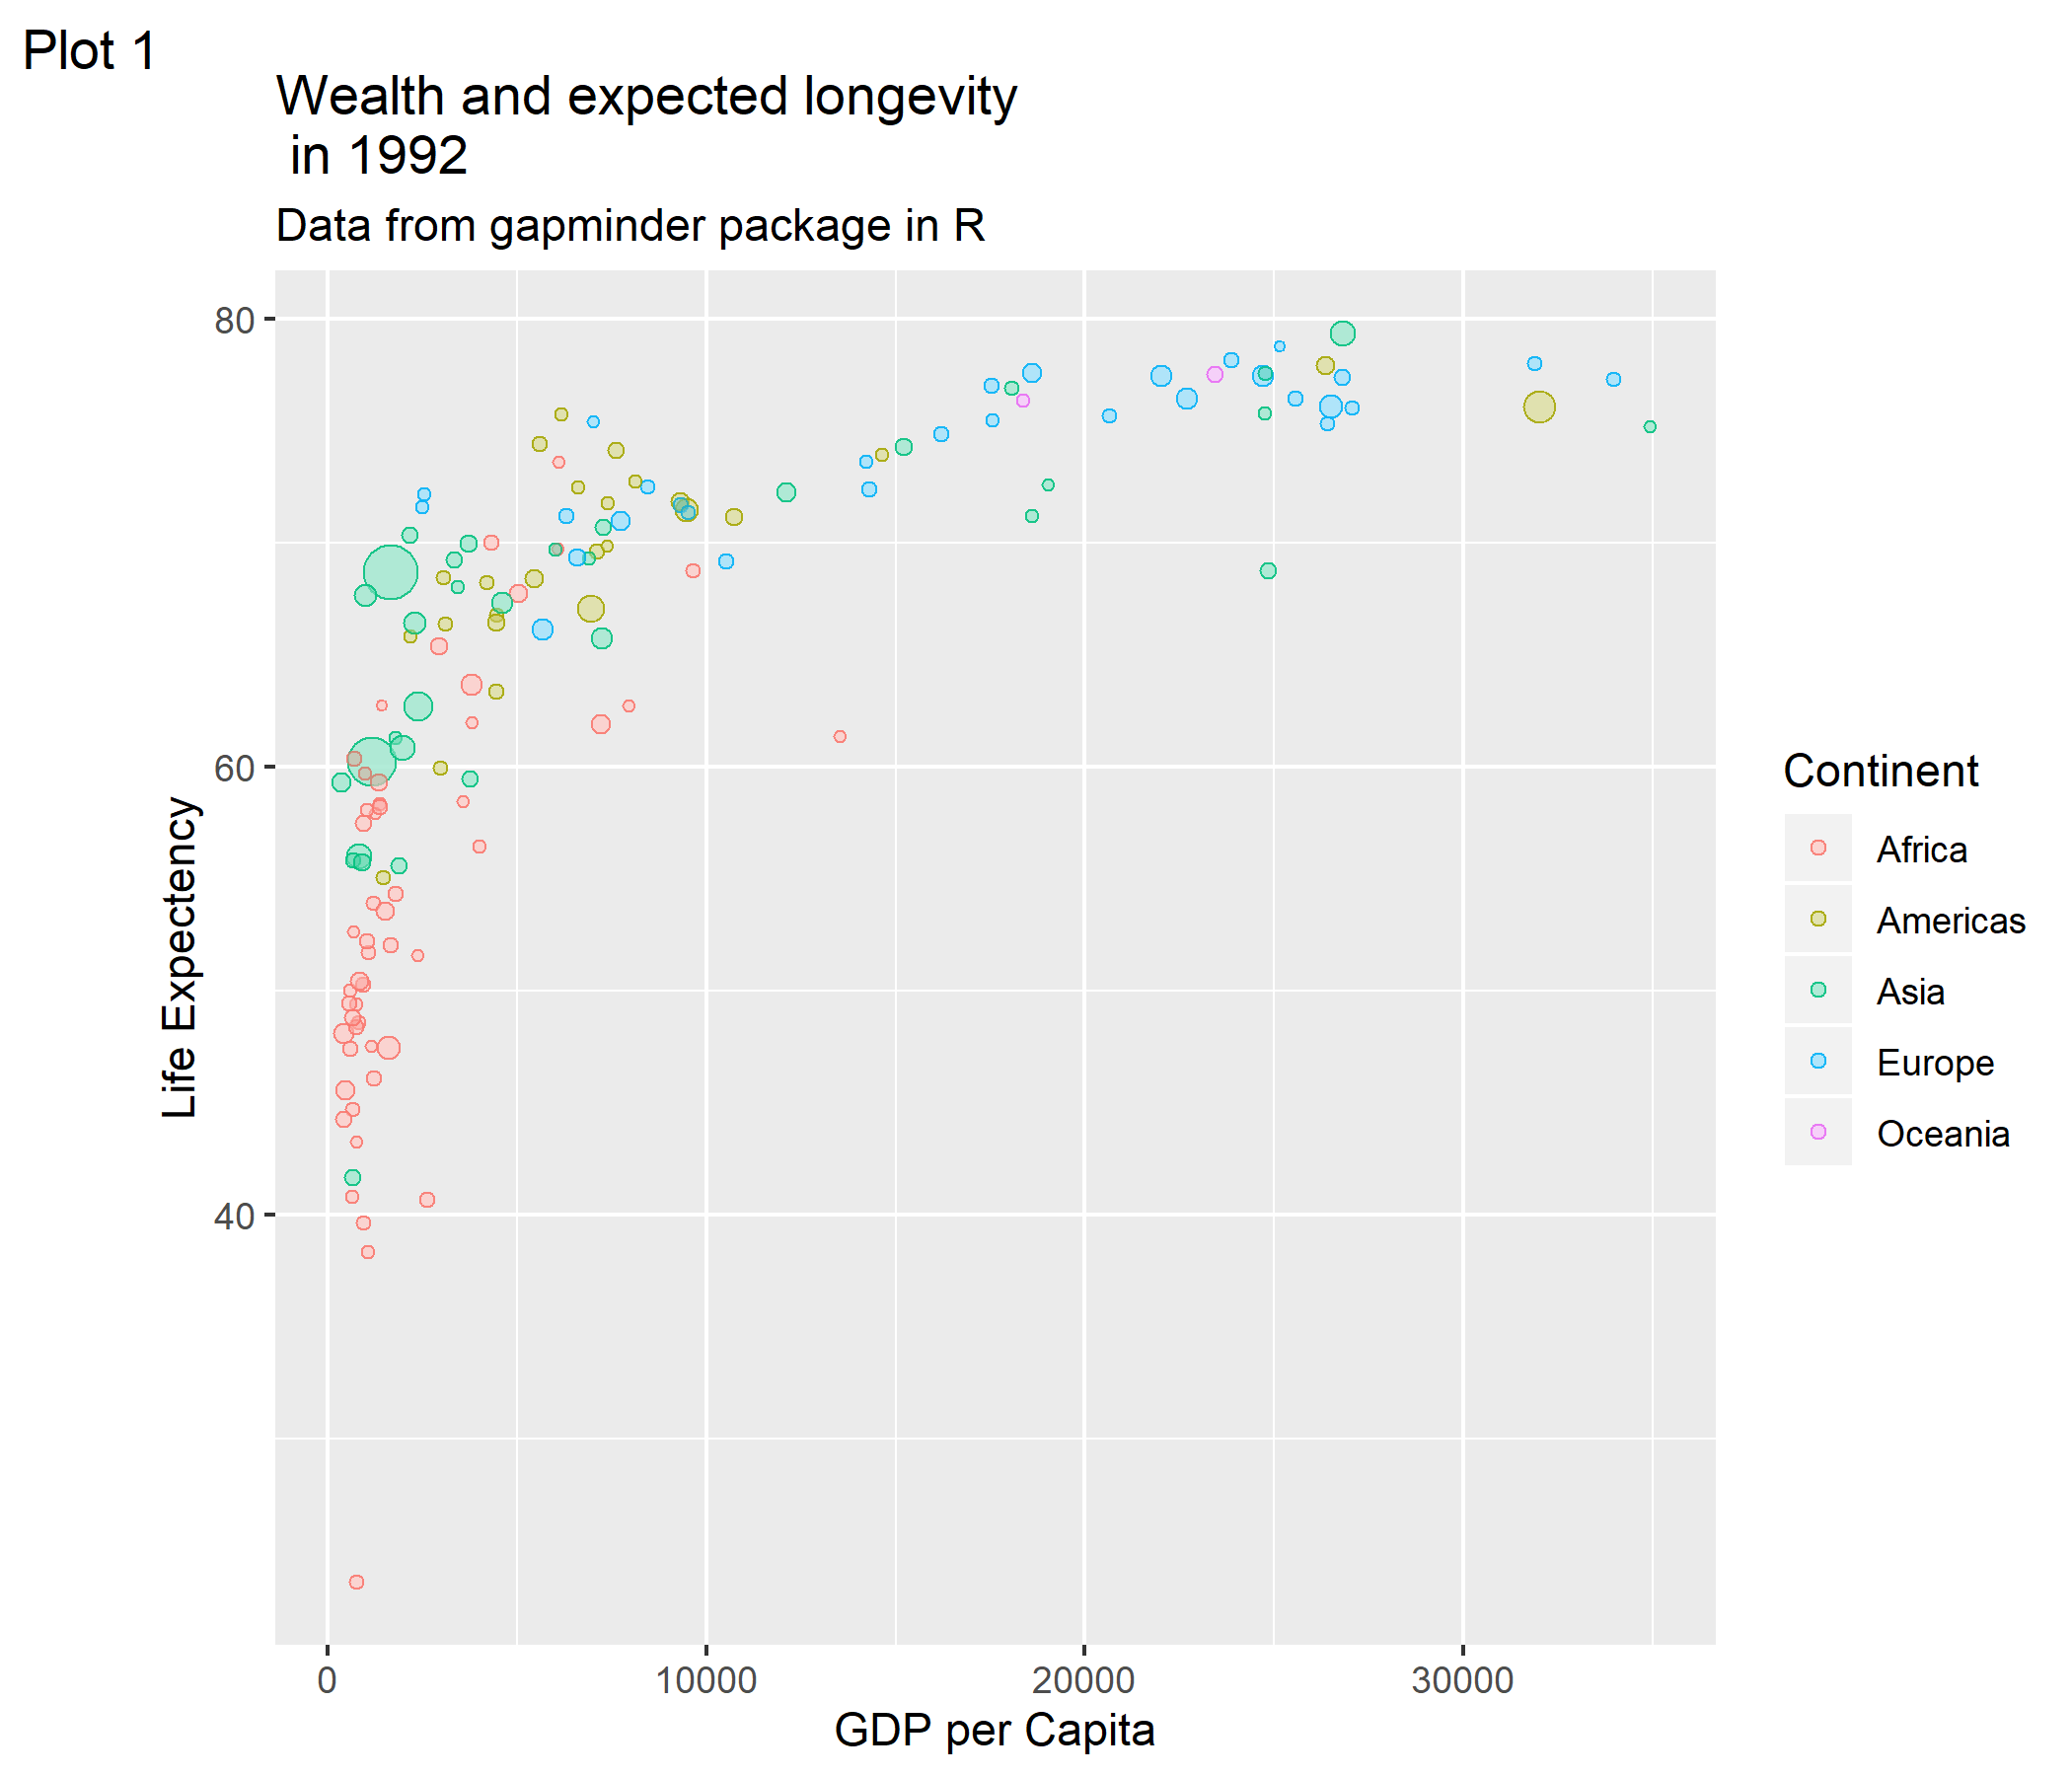 Plot 1
Wealth and expected longevity
in 1992
Data from gapminder package in R
80
60
40
Life Expectency
0
10000
20000
30000
GDP per Capita
Continent
Africa
Americas
Asia
Europe
Oceania